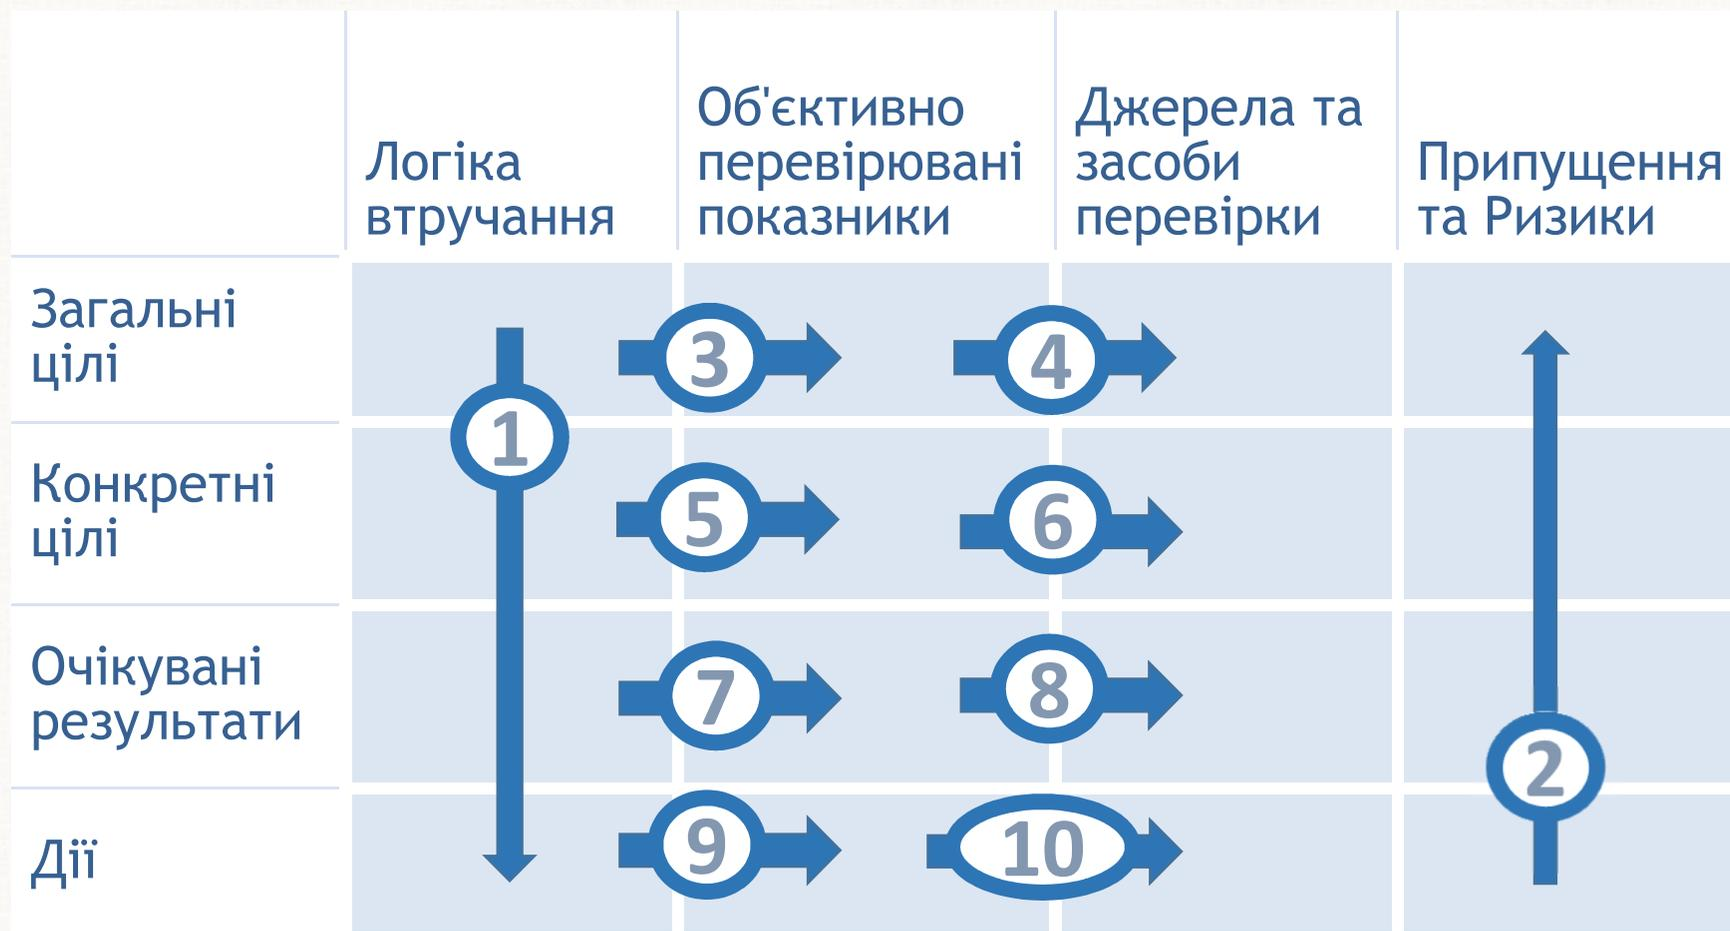 Логіка
втручання
Об'єктивно
перевірювані
показники
Джерела та
засоби
перевірки
Припущення
та Ризики
Загальні
цілі
3
4
1
Конкретні
цілі
5
6
Очікувані
результати
7
8
2
Дії
9
10